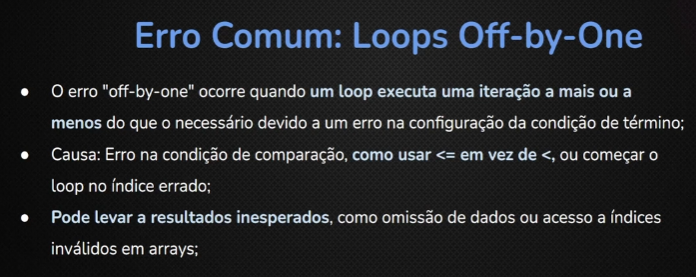 Erro Comum: Loops Off-by-One
● O erro "off-by-one" ocorre quando um loop executa uma iteração a mais ou a
menos do que o necessário devido a um erro na configuração da condição de término;
● Causa: Erro na condição de comparação, como usar <= em vez de <, ou começar o
loop no índice errado;
● Pode levar a resultados inesperados, como omissão de dados ou acesso a índices
inválidos em arrays;